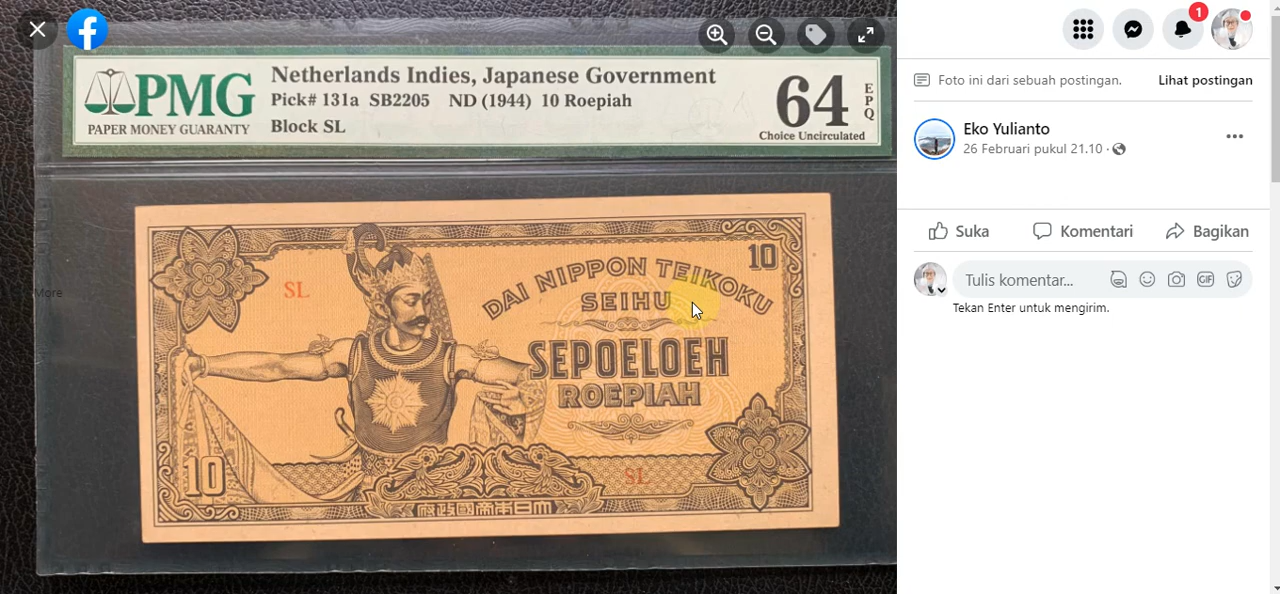 PMG
PAPER MONEY GUARANTY
Netherlands Indies, Japanese Government
Pick# 131a SB2205 ND (1944) 10 Roepiah
Block SL
64
EPQ
Choice Uncirculated
10
SL
DAI NIPPON TEIKOKU
SEIHU
SEPOELOEH
ROEPIAH
10
SL
府政國帝本日大
More
1
Foto ini dari sebuah postingan.
Lihat postingan
Eko Yulianto
26 Februari pukul 21.10 ·
Suka
Komentari
Bagikan
Tulis komentar...
GIF
Tekan Enter untuk mengirim.